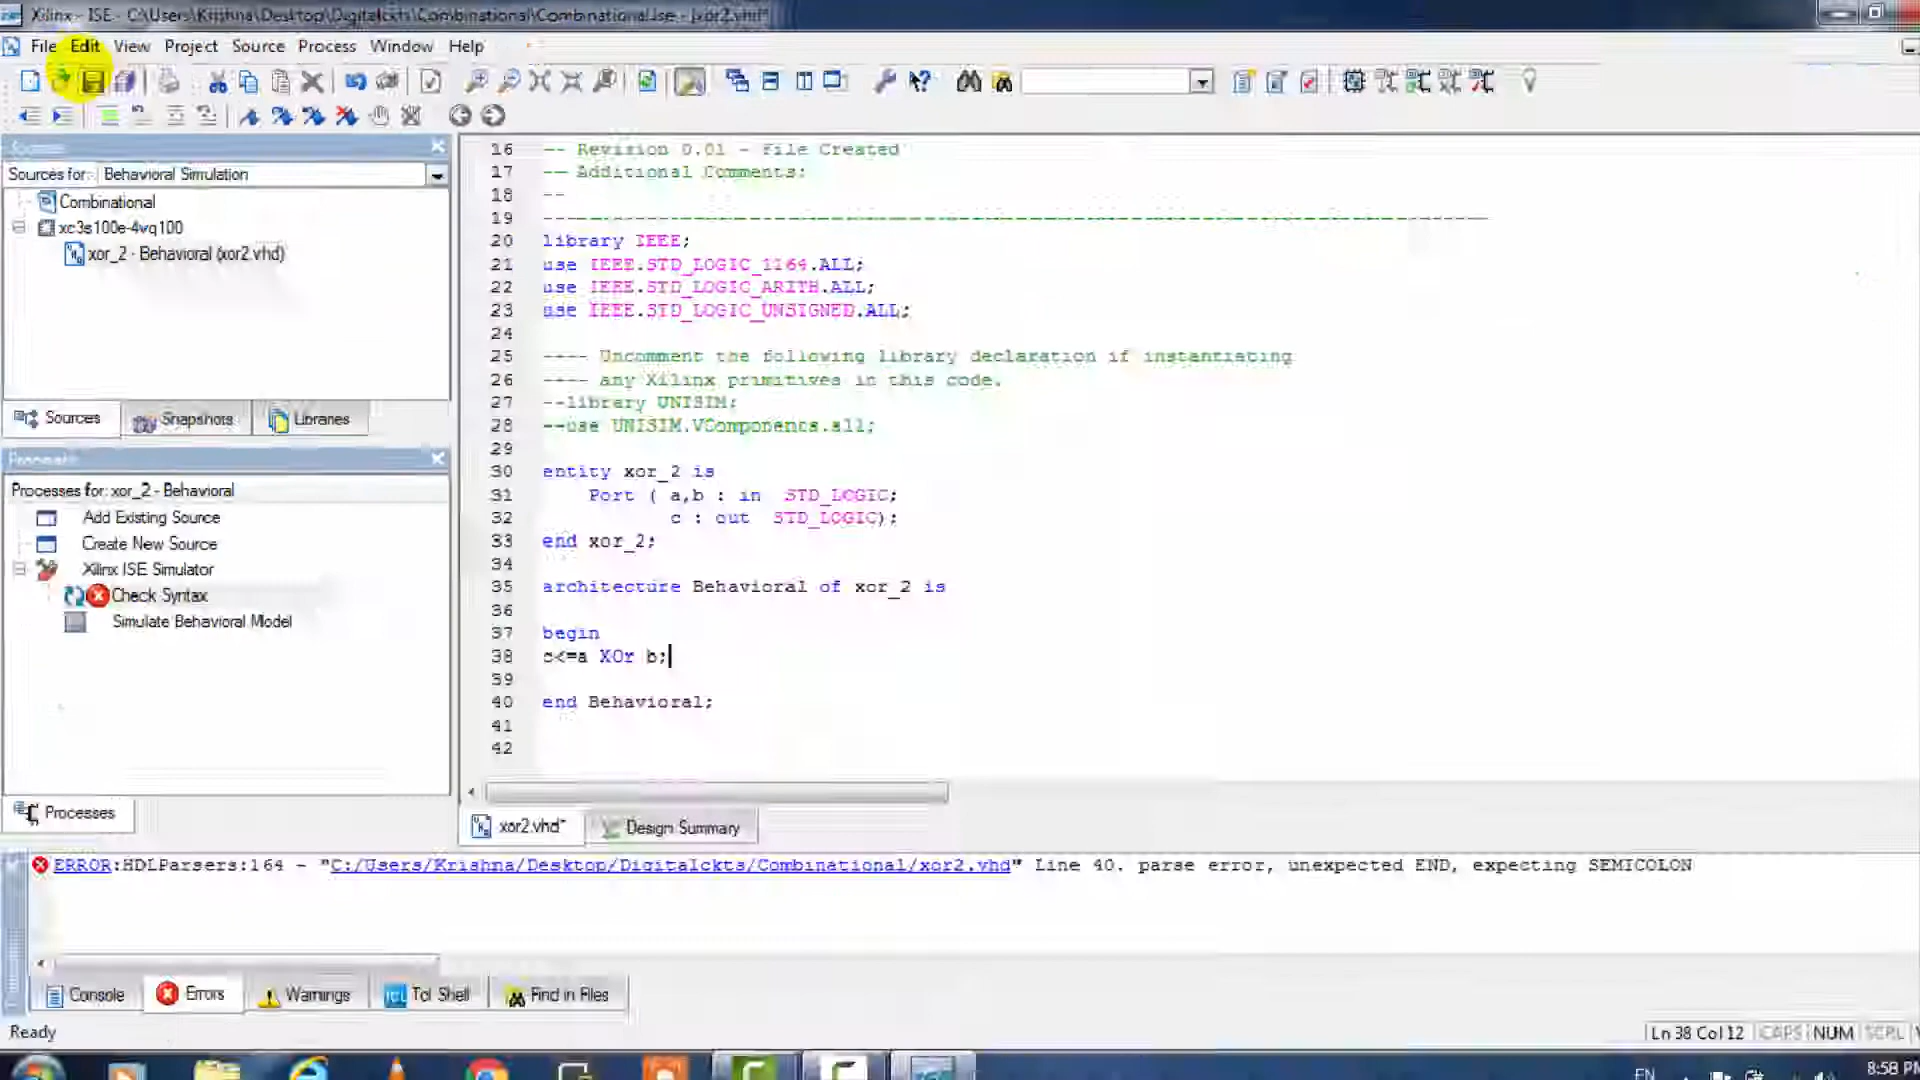 Xilinx - ISE - C:\Users\Krishna\Desktop\Digitalckts\Combinational\Combinational.ise - [xor2.vhd*
File Edit View Project Source Process Window Help
Sources
Sources for: Behavioral Simulation
Combinational
xc3s100e-4vq100
xor_2 - Behavioral (xor2.vhd)
Sources Snapshots Libraries
Processes
Processes for: xor_2 - Behavioral
Add Existing Source
Create New Source
Xilinx ISE Simulator
Check Syntax
Simulate Behavioral Model
Processes
16 -- Revision 0.01 - File Created
17 -- Additional Comments:
18 --
19 ----------------------------------------------------------------------------------
20 library IEEE;
21 use IEEE.STD_LOGIC_1164.ALL;
22 use IEEE.STD_LOGIC_ARITH.ALL;
23 use IEEE.STD_LOGIC_UNSIGNED.ALL;
24
25 ---- Uncomment the following library declaration if instantiating
26 ---- any Xilinx primitives in this code.
27 --library UNISIM;
28 --use UNISIM.VComponents.all;
29
30 entity xor_2 is
31 Port ( a,b : in STD_LOGIC;
32 c : out STD_LOGIC);
33 end xor_2;
34
35 architecture Behavioral of xor_2 is
36
37 begin
38 c<=a XOr b;
39
40 end Behavioral;
41
42
xor2.vhd* Design Summary
ERROR:HDLParsers:164 - "C:/Users/Krishna/Desktop/Digitalckts/Combinational/xor2.vhd" Line 40. parse error, unexpected END, expecting SEMICOLON
Console Errors Warnings Tcl Shell Find in Files
Ready
Ln 38 Col 12 CAPS NUM SCRL
EN
8:58 PM